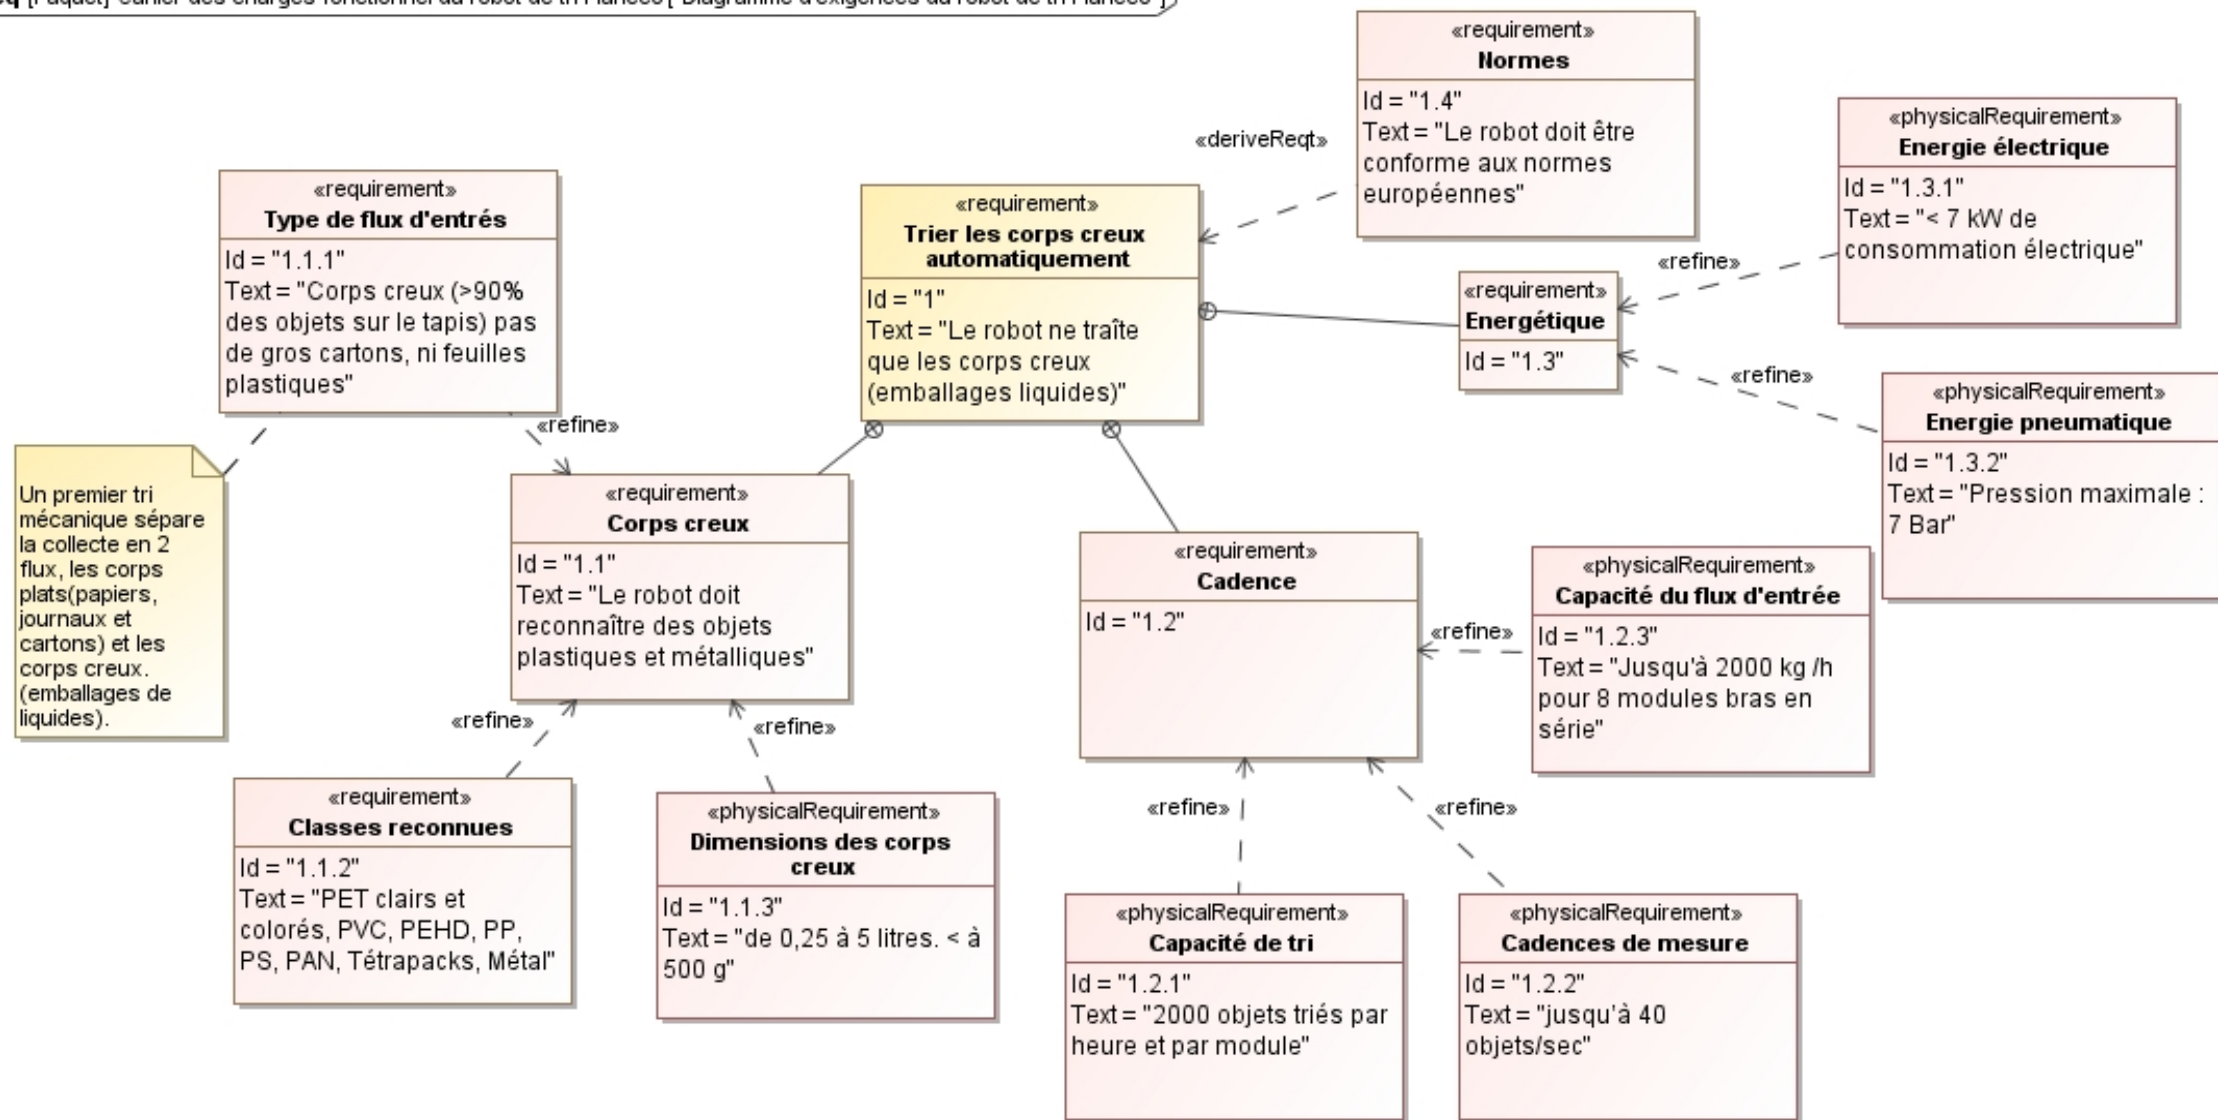 «requirement»
Normes
Id = "1.4"
Text = "Le robot doit être
conforme aux normes
européennes"
«deriveReqt»
«physicalRequirement»
Energie électrique
Id = "1.3.1"
Text = "< 7 kW de
consommation électrique"
«requirement»
Type de flux d'entrés
Id = "1.1.1"
Text = "Corps creux (>90%
des objets sur le tapis) pas
de gros cartons, ni feuilles
plastiques"
«requirement»
Trier les corps creux
automatiquement
Id = "1"
Text = "Le robot ne traîte
que les corps creux
(emballages liquides)"
«refine»
«requirement»
Energétique
Id = "1.3"
«refine»
«physicalRequirement»
Energie pneumatique
Id = "1.3.2"
Text = "Pression maximale :
7 Bar"
«refine»
Un premier tri
mécanique sépare
la collecte en 2
flux, les corps
plats(papiers,
journaux et
cartons) et les
corps creux.
(emballages de
liquides).
«requirement»
Corps creux
Id = "1.1"
Text = "Le robot doit
reconnaître des objets
plastiques et métalliques"
«requirement»
Cadence
Id = "1.2"
«refine»
«physicalRequirement»
Capacité du flux d'entrée
Id = "1.2.3"
Text = "Jusqu'à 2000 kg /h
pour 8 modules bras en
série"
«refine»
«refine»
«requirement»
Classes reconnues
Id = "1.1.2"
Text = "PET clairs et
colorés, PVC, PEHD, PP,
PS, PAN, Tétrapacks, Métal"
«physicalRequirement»
Dimensions des corps
creux
Id = "1.1.3"
Text = "de 0,25 à 5 litres. < à
500 g"
«refine»
«refine»
«physicalRequirement»
Capacité de tri
Id = "1.2.1"
Text = "2000 objets triés par
heure et par module"
«physicalRequirement»
Cadences de mesure
Id = "1.2.2"
Text = "jusqu'à 40
objets/sec"